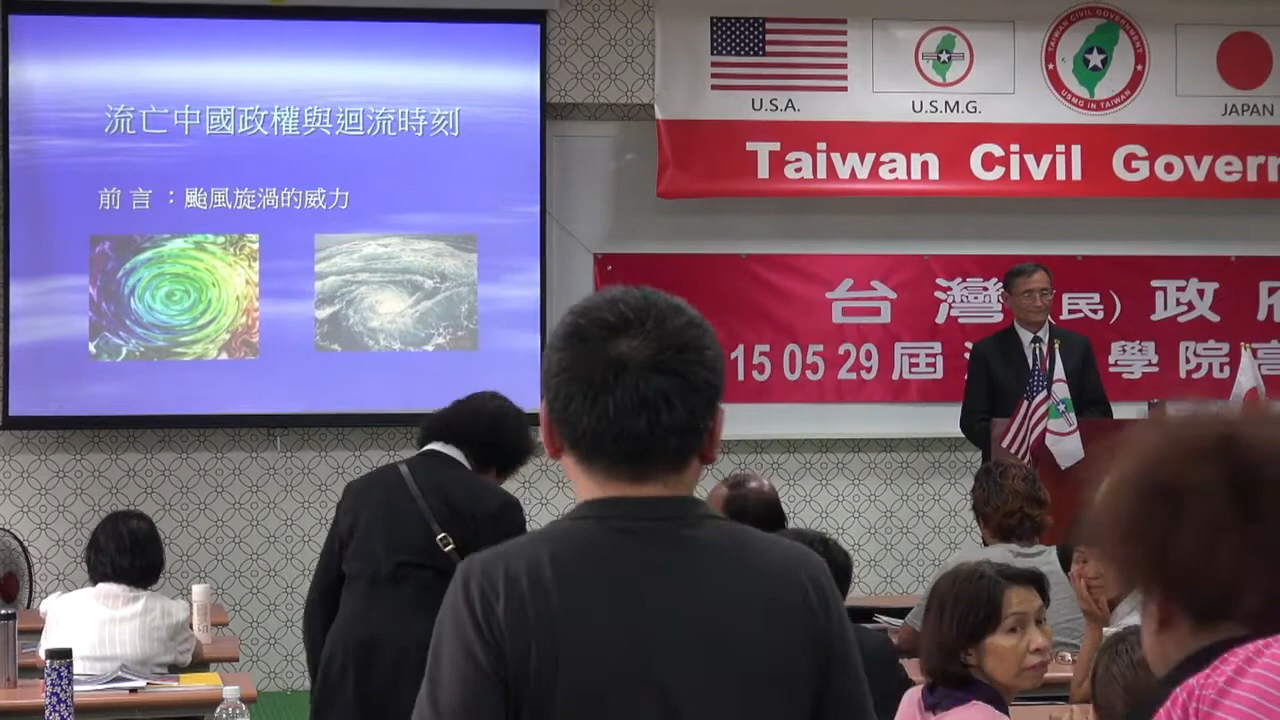 流亡中國政權與迴流時刻
前言：颱風旋渦的威力
U.S.A.
U.S.M.G.
TAIWAN CIVIL GOVERNMENT
USMG IN TAIWAN
JAPAN
Taiwan Civil Govern
台灣(民)政府
15 05 29 屆 學院高